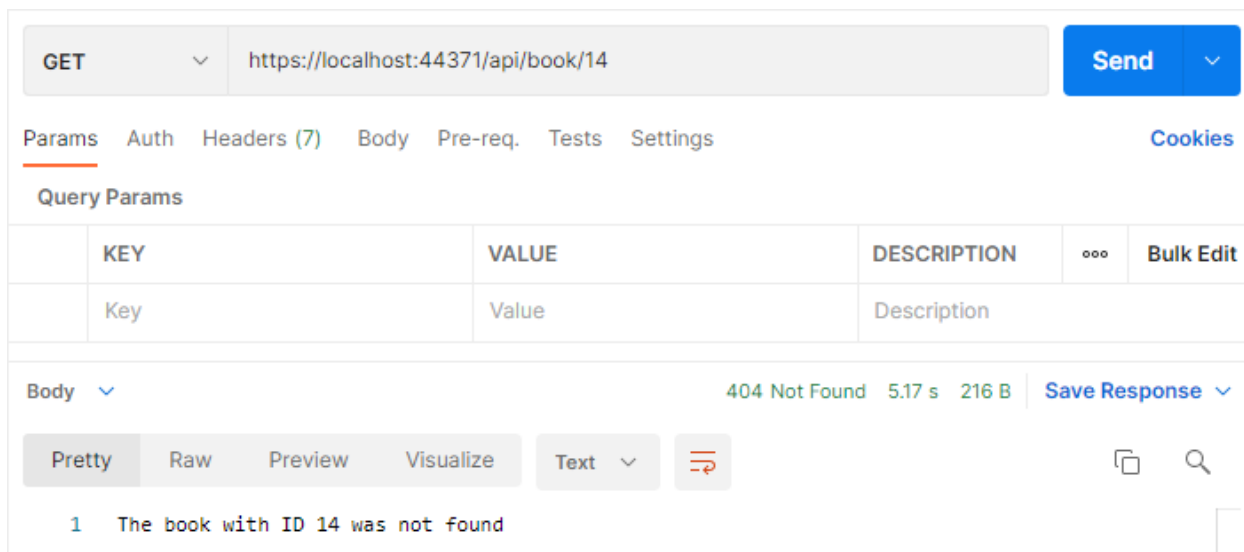 GET https://localhost:44371/api/book/14 Send
Params Auth Headers (7) Body Pre-req. Tests Settings Cookies
Query Params
KEY VALUE DESCRIPTION ooo Bulk Edit
Key Value Description
Body 404 Not Found 5.17 s 216 B Save Response
Pretty Raw Preview Visualize Text
1 The book with ID 14 was not found